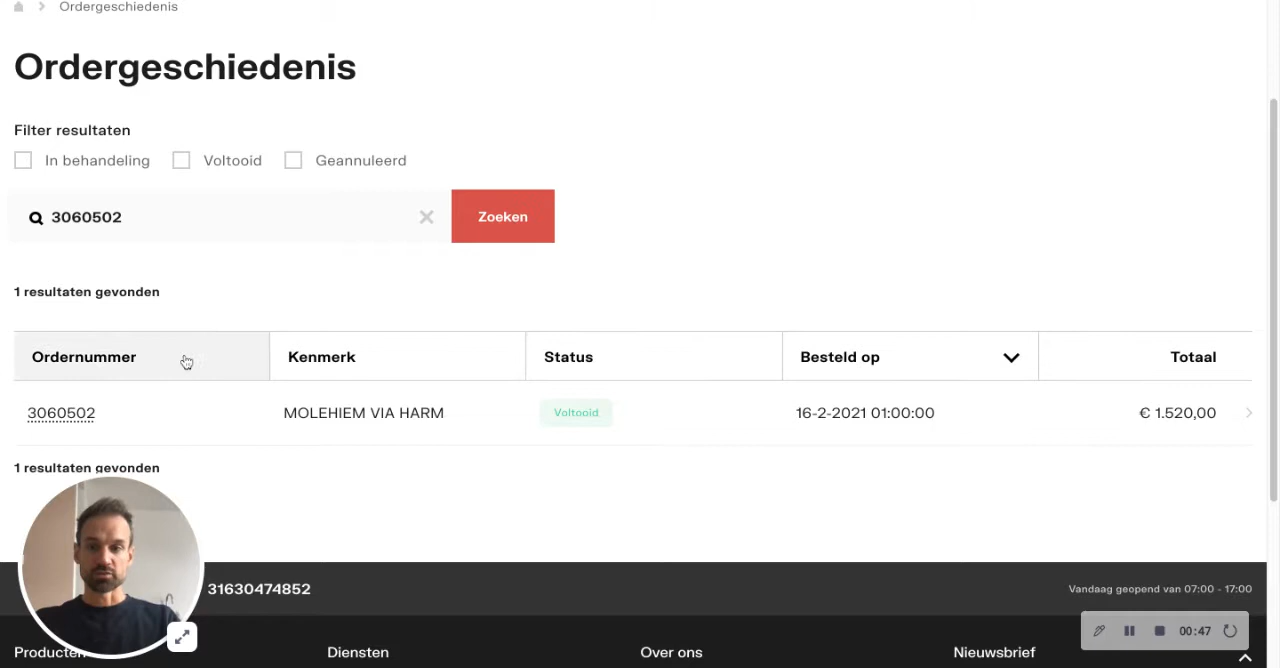 Ordergeschiedenis
Ordergeschiedenis
Filter resultaten
In behandeling Voltooid Geannuleerd
3060502 Zoeken
1 resultaten gevonden
Ordernummer Kenmerk Status Besteld op Totaal
3060502 MOLEHIEM VIA HARM Voltooid 16-2-2021 01:00:00 € 1.520,00
1 resultaten gevonden
31630474852 Vandaag geopend van 07:00 - 17:00
00:47
Producten Diensten Over ons Nieuwsbrief